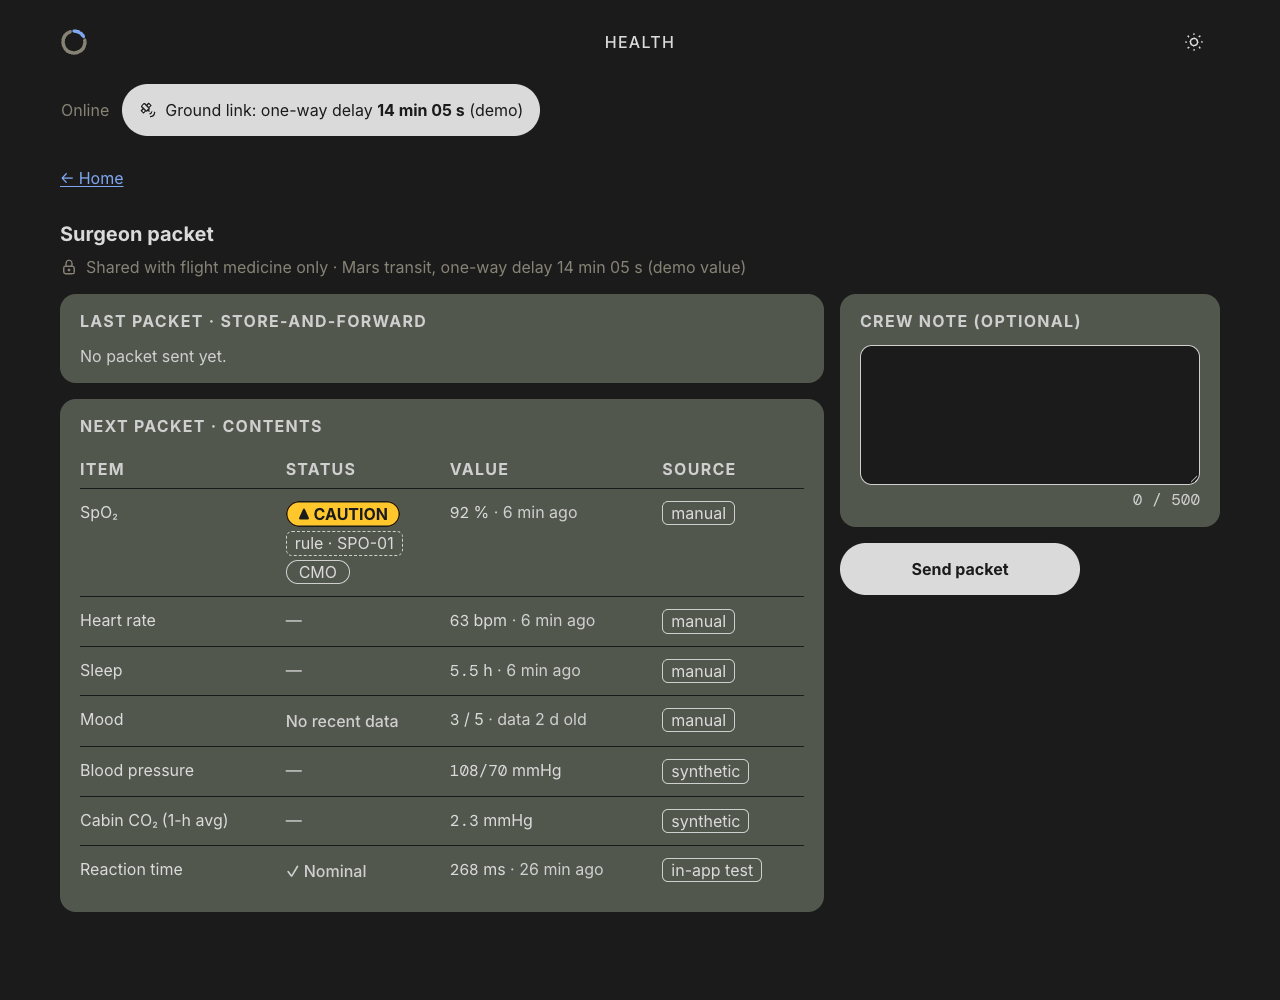 HEALTH
Online
Ground link: one-way delay 14 min 05 s (demo)
← Home
Surgeon packet
Shared with flight medicine only · Mars transit, one-way delay 14 min 05 s (demo value)
LAST PACKET · STORE-AND-FORWARD
No packet sent yet.
NEXT PACKET · CONTENTS
ITEM STATUS VALUE SOURCE
SpO₂ ▲ CAUTION 92 % · 6 min ago manual
rule · SPO-01
CMO
Heart rate — 63 bpm · 6 min ago manual
Sleep — 5.5 h · 6 min ago manual
Mood No recent data 3 / 5 · data 2 d old manual
Blood pressure — 108/70 mmHg synthetic
Cabin CO₂ (1-h avg) — 2.3 mmHg synthetic
Reaction time ✓ Nominal 268 ms · 26 min ago in-app test
CREW NOTE (OPTIONAL)
0 / 500
Send packet